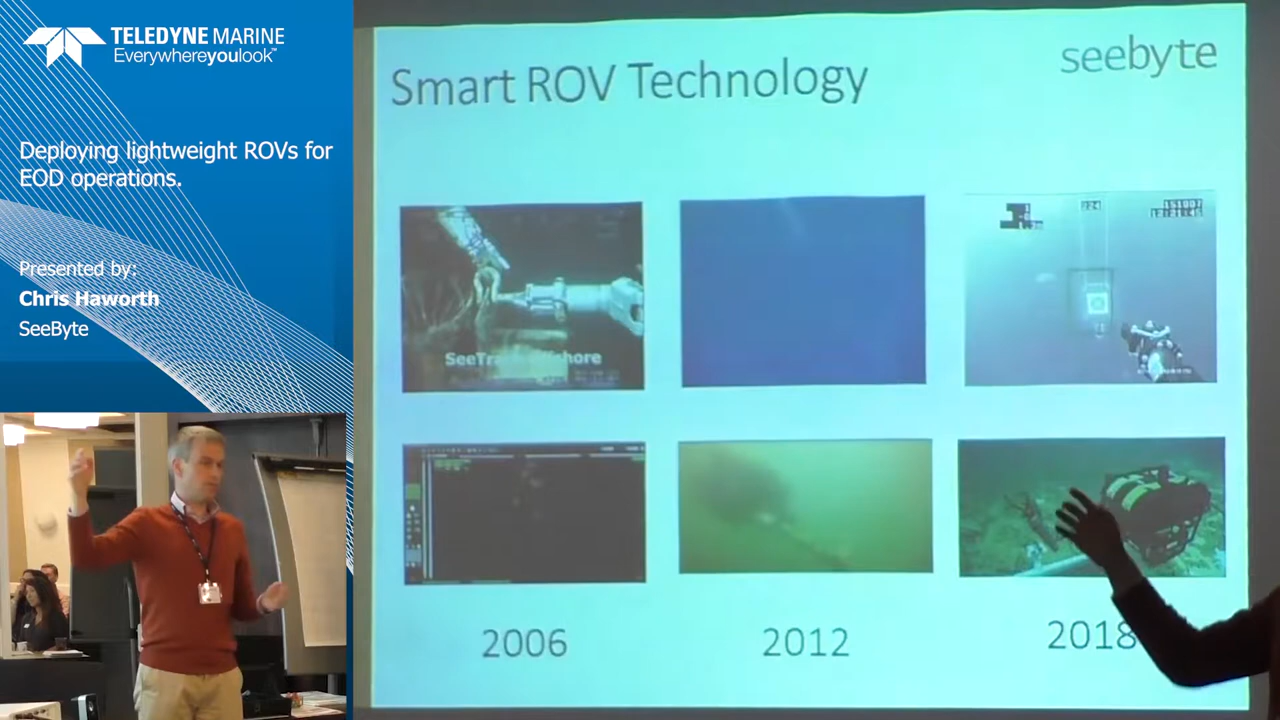 TELEDYNE MARINE
Everywhereyoulook™
Deploying lightweight ROVs for
EOD operations.
Presented by:
Chris Haworth
SeeByte
seebyte
Smart ROV Technology
224
2006
2012
2018